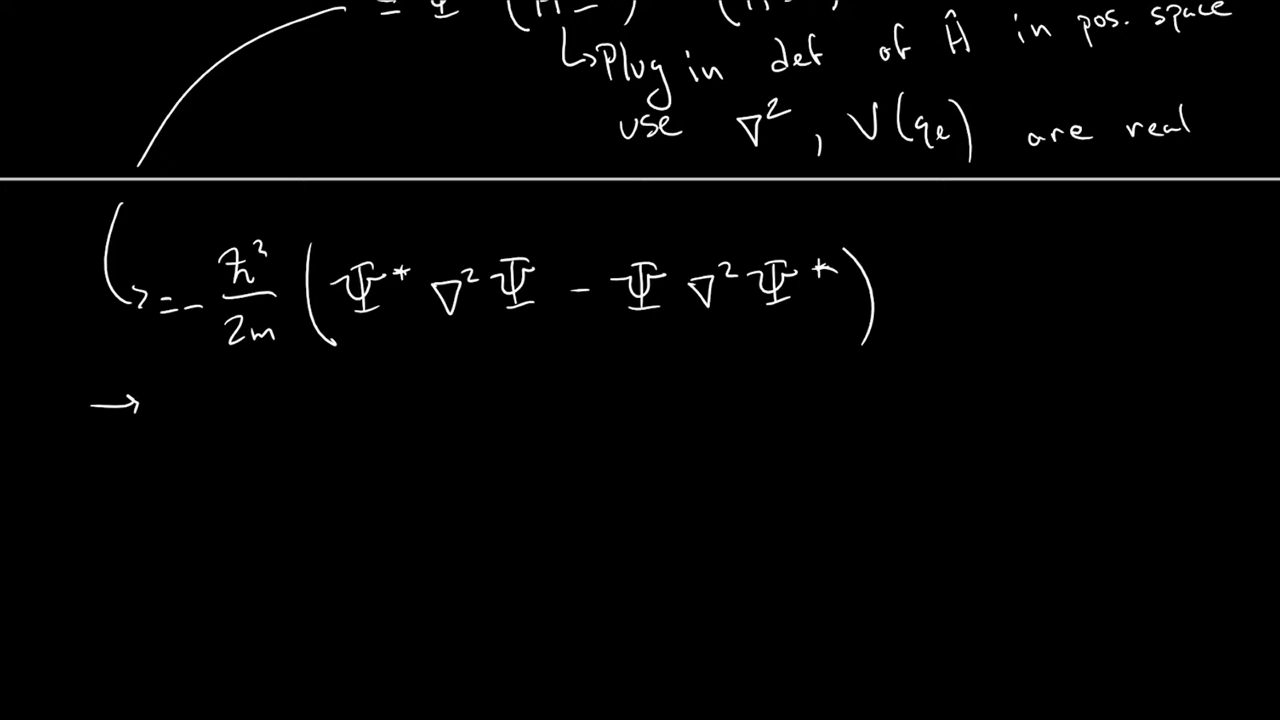 = Ψ (Ĥ
↳ Plug in def of Ĥ in pos. space
use ∇², V(qₑ) are real
↳ = - ħ²/2m (Ψ* ∇²Ψ - Ψ ∇²Ψ*)
→